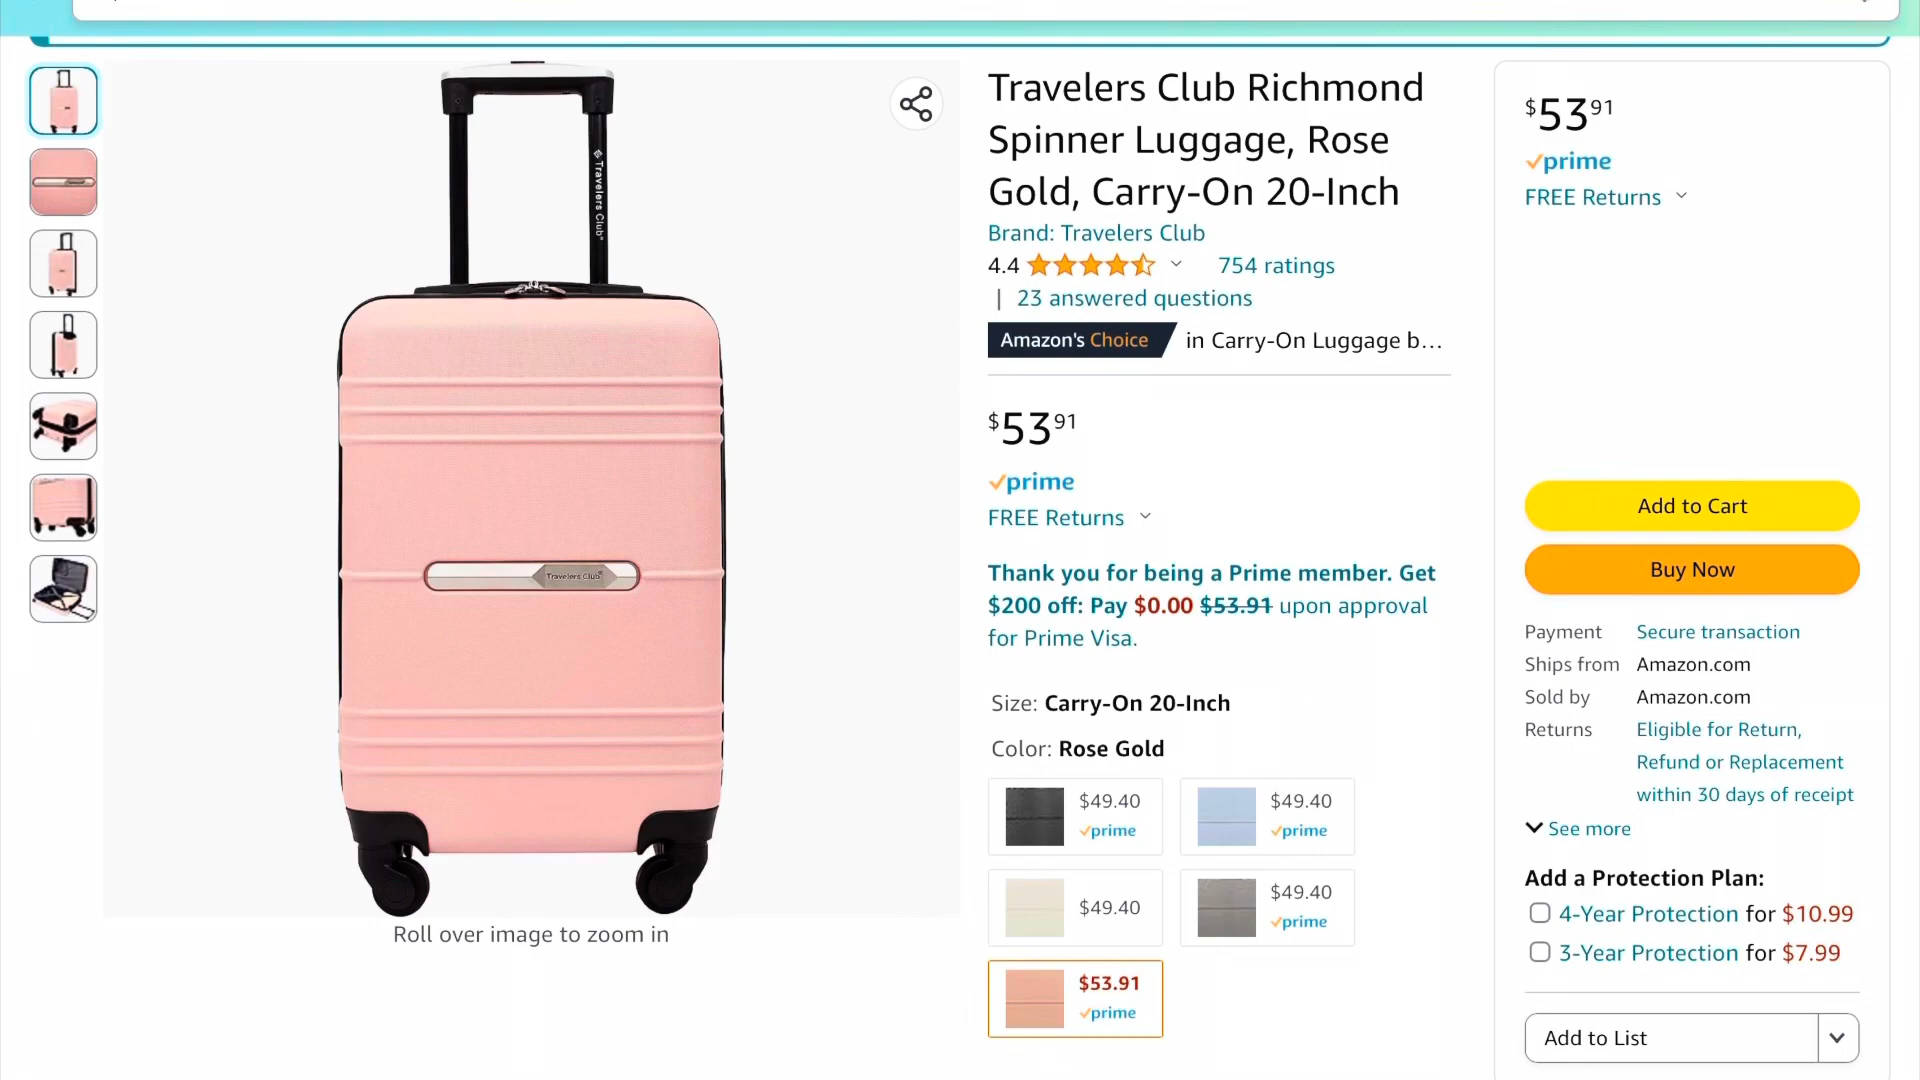 Travelers Club
Travelers Club
Roll over image to zoom in
Travelers Club Richmond
Spinner Luggage, Rose
Gold, Carry-On 20-Inch
Brand: Travelers Club
4.4 754 ratings
| 23 answered questions
Amazon's Choice in Carry-On Luggage b...
$53 91
prime
FREE Returns
Thank you for being a Prime member. Get
$200 off: Pay $0.00 $53.91 upon approval
for Prime Visa.
Size: Carry-On 20-Inch
Color: Rose Gold
$49.40
prime
$49.40
prime
$49.40
$49.40
prime
$53.91
prime
$53 91
prime
FREE Returns
Add to Cart
Buy Now
Payment Secure transaction
Ships from Amazon.com
Sold by Amazon.com
Returns Eligible for Return,
Refund or Replacement
within 30 days of receipt
See more
Add a Protection Plan:
4-Year Protection for $10.99
3-Year Protection for $7.99
Add to List